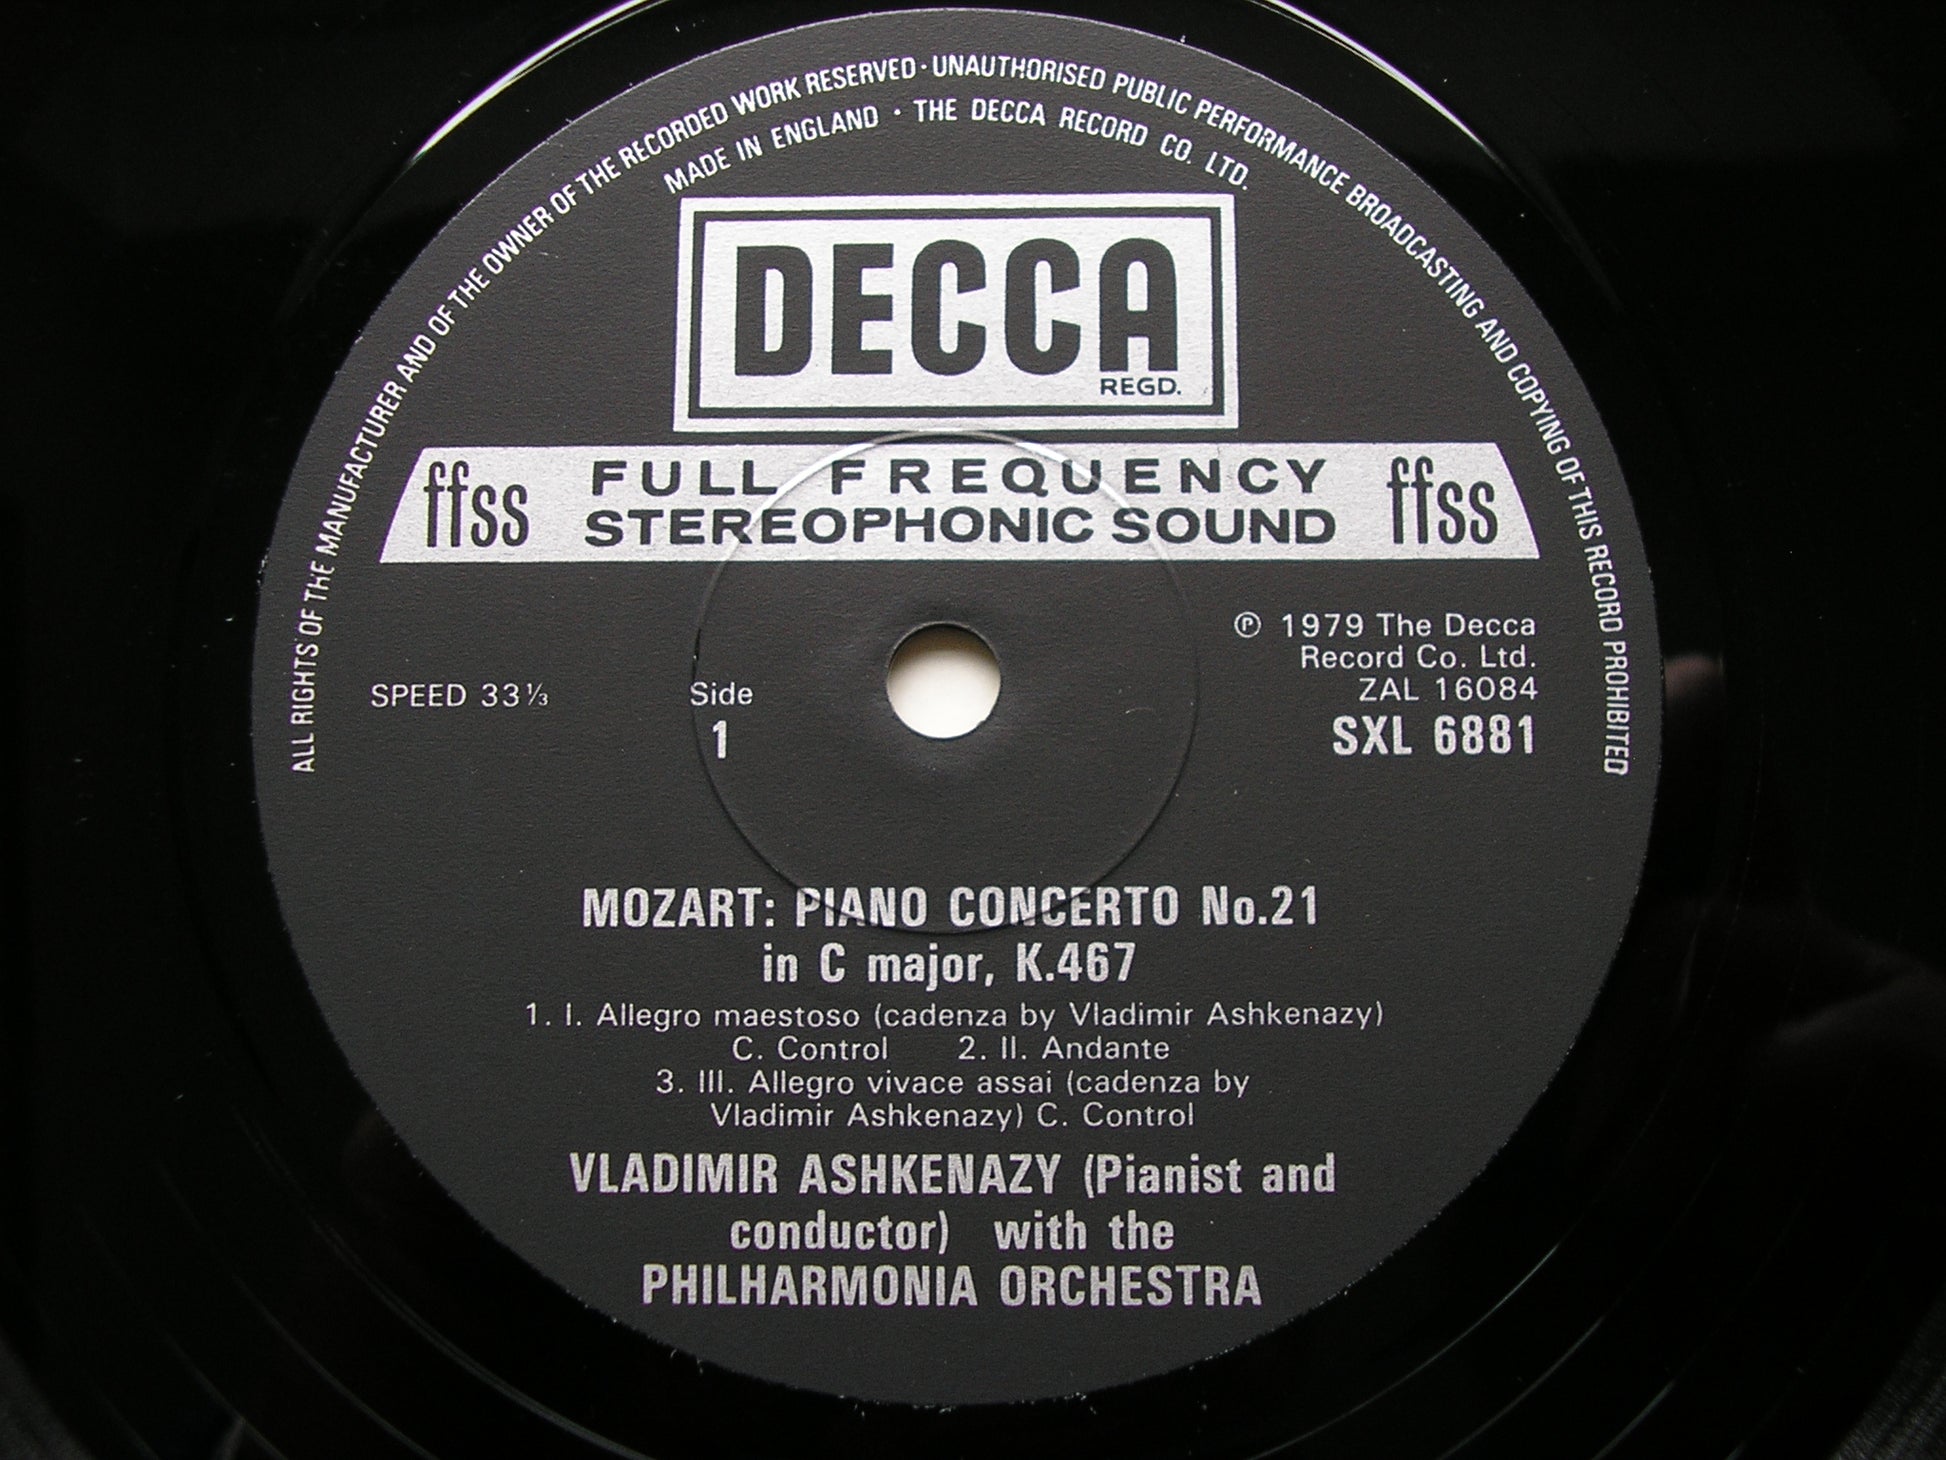 ALL RIGHTS OF THE MANUFACTURER AND OF THE OWNER OF THE RECORDED WORK RESERVED · UNAUTHORISED PUBLIC PERFORMANCE BROADCASTING AND COPYING OF THIS RECORD PROHIBITED
MADE IN ENGLAND · THE DECCA RECORD CO. LTD.
DECCA
REGD.
ffss FULL FREQUENCY ffss
STEREOPHONIC SOUND
℗ 1979 The Decca
Record Co. Ltd.
ZAL 16084
SXL 6881
SPEED 33⅓
Side
1
MOZART: PIANO CONCERTO No.21
in C major, K.467
1. I. Allegro maestoso (cadenza by Vladimir Ashkenazy)
C. Control 2. II. Andante
3. III. Allegro vivace assai (cadenza by
Vladimir Ashkenazy) C. Control
VLADIMIR ASHKENAZY (Pianist and
conductor) with the
PHILHARMONIA ORCHESTRA